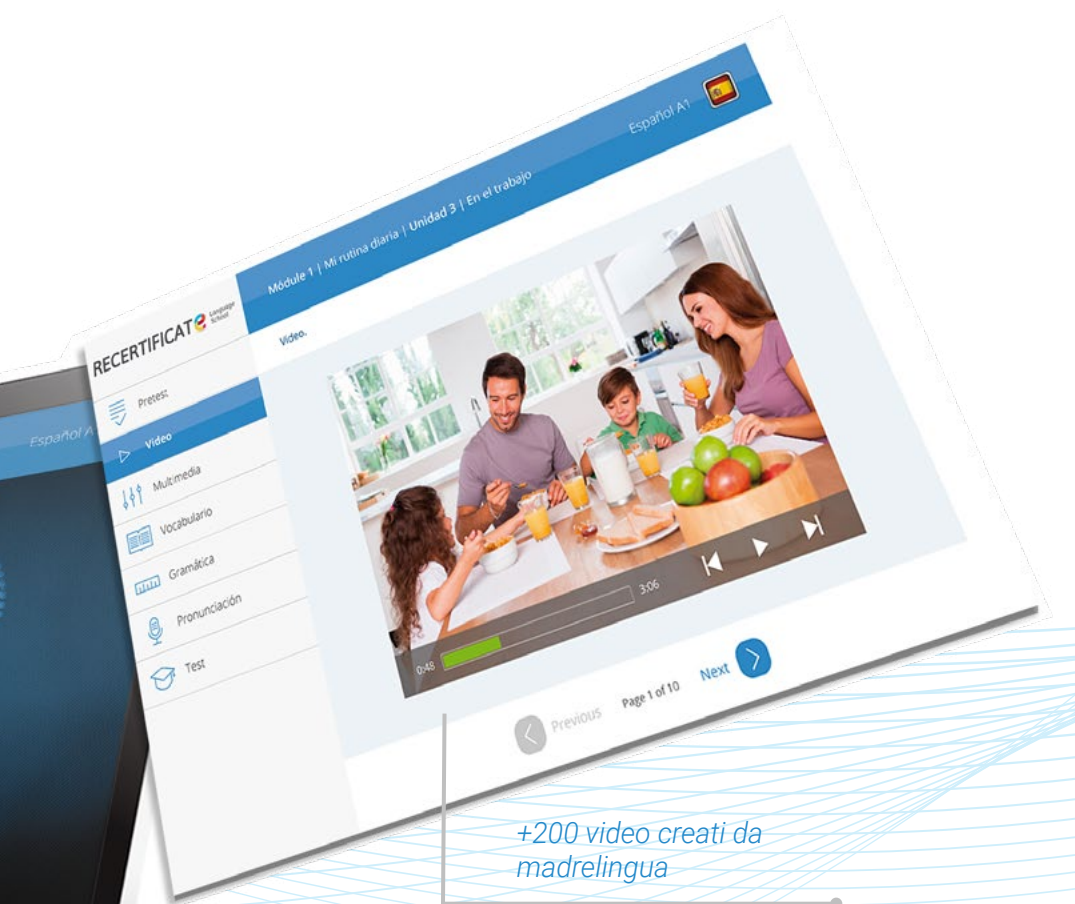 Español A1
Módule 1 | Mi rutina diaria | Unidad 3 | En el trabajo
RECERTIFICATe Language School
Video.
Pretest
Video
Multimedia
Vocabulario
Gramática
Pronunciación
Test
0:48
3:06
Previous
Page 1 of 10
Next
Español A
+200 video creati da
madrelingua